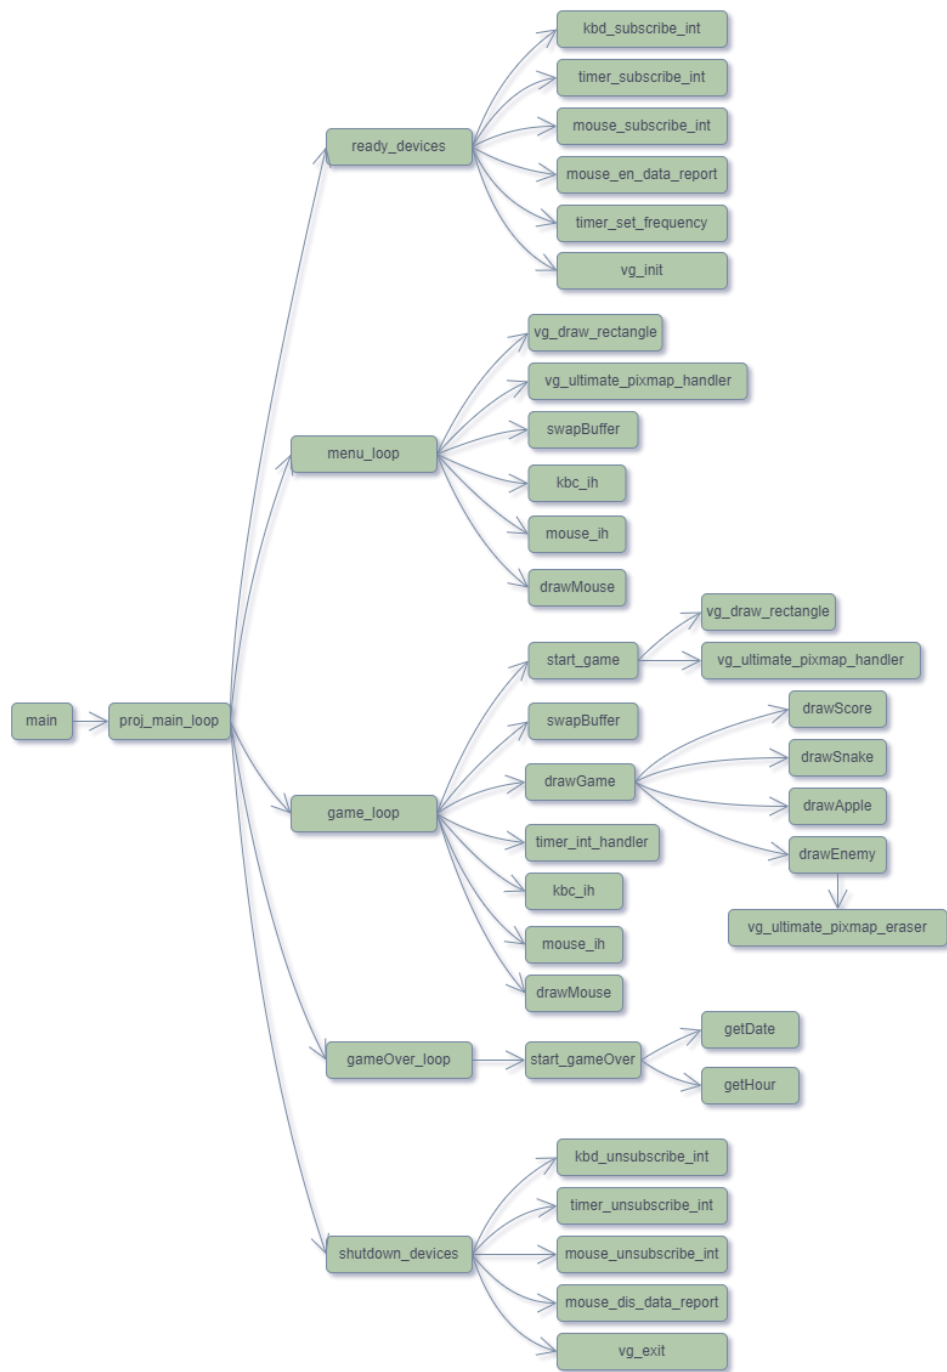 kbd_subscribe_int
timer_subscribe_int
mouse_subscribe_int
ready_devices
mouse_en_data_report
timer_set_frequency
vg_init
vg_draw_rectangle
vg_ultimate_pixmap_handler
swapBuffer
menu_loop
kbc_ih
mouse_ih
drawMouse
vg_draw_rectangle
start_game
vg_ultimate_pixmap_handler
main
proj_main_loop
swapBuffer
drawScore
drawSnake
drawGame
drawApple
game_loop
timer_int_handler
drawEnemy
kbc_ih
vg_ultimate_pixmap_eraser
mouse_ih
drawMouse
getDate
gameOver_loop
start_gameOver
getHour
kbd_unsubscribe_int
timer_unsubscribe_int
shutdown_devices
mouse_unsubscribe_int
mouse_dis_data_report
vg_exit